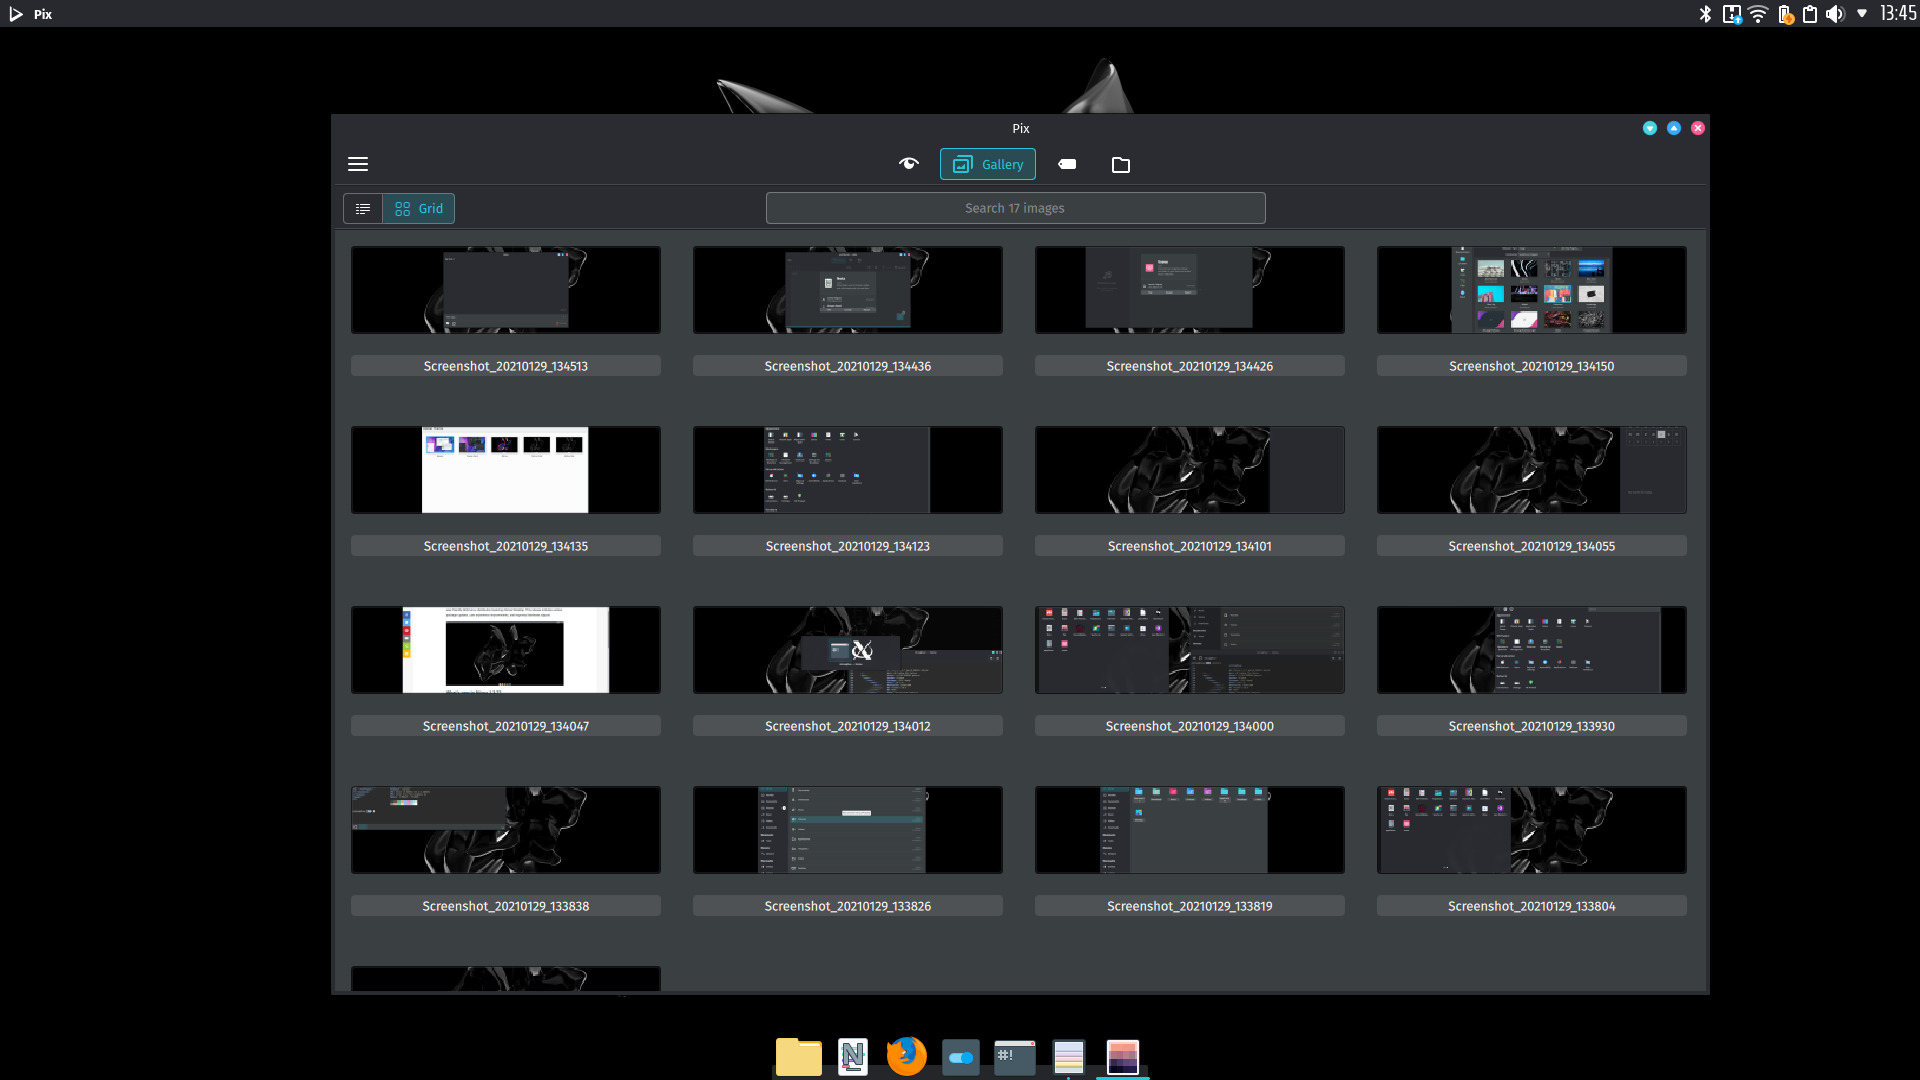 Pix
13:45
Pix
Gallery
Grid
Search 17 images
Screenshot_20210129_134513
Screenshot_20210129_134436
Screenshot_20210129_134426
Screenshot_20210129_134150
Screenshot_20210129_134135
Screenshot_20210129_134123
Screenshot_20210129_134101
Screenshot_20210129_134055
Screenshot_20210129_134047
Screenshot_20210129_134012
Screenshot_20210129_134000
Screenshot_20210129_133930
Screenshot_20210129_133838
Screenshot_20210129_133826
Screenshot_20210129_133819
Screenshot_20210129_133804
N
#!